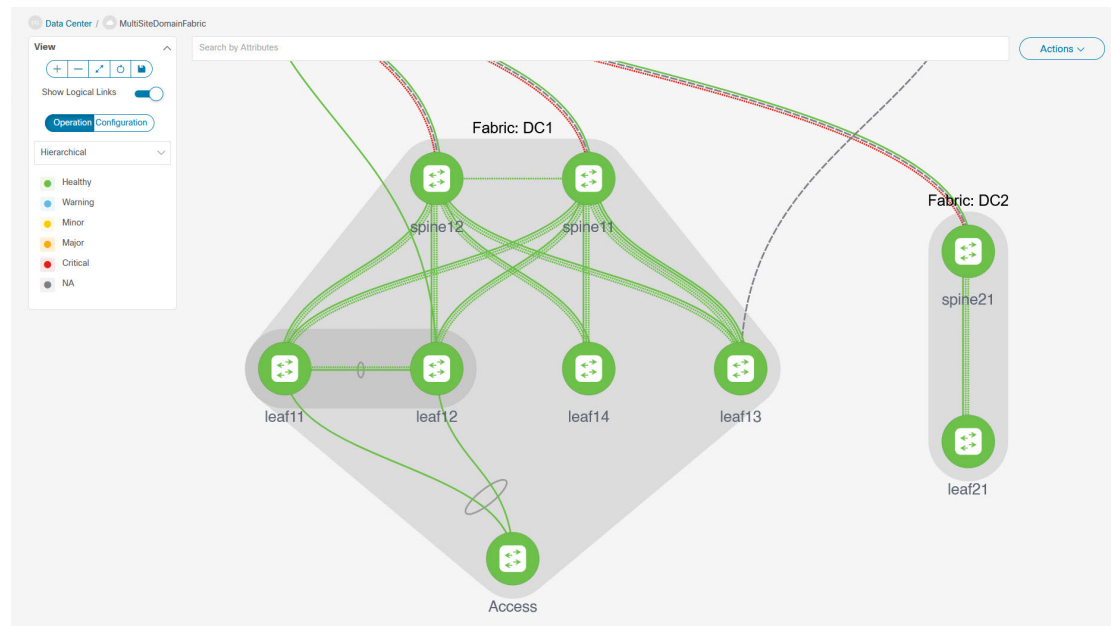 Data Center / MultiSiteDomainFabric
View
Search by Attributes
Actions
Show Logical Links
Operation Configuration
Hierarchical
Healthy
Warning
Minor
Major
Critical
NA
Fabric: DC1
Fabric: DC2
spine12
spine11
spine21
leaf11
leaf12
leaf14
leaf13
leaf21
Access